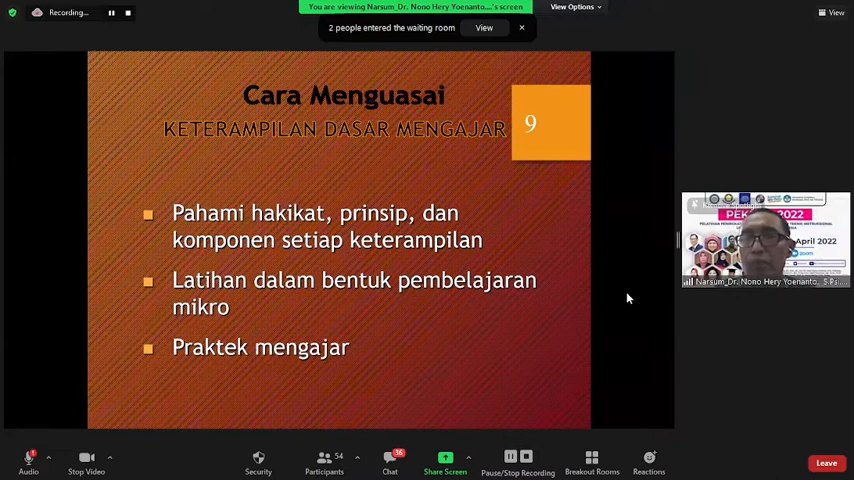 Recording...
You are viewing Narsum_Dr. Nono Hery Yoenanto....'s screen
View Options
View
2 people entered the waiting room
View
Cara Menguasai
KETERAMPILAN DASAR MENGAJAR
9
Pahami hakikat, prinsip, dan
komponen setiap keterampilan
Latihan dalam bentuk pembelajaran
mikro
Praktek mengajar
2022
April 2022
zoom
Narsum_Dr. Nono Hery Yoenanto.. S.Psi....
Audio
Stop Video
Security
54
Participants
36
Chat
Share Screen
Pause/Stop Recording
Breakout Rooms
Reactions
Leave